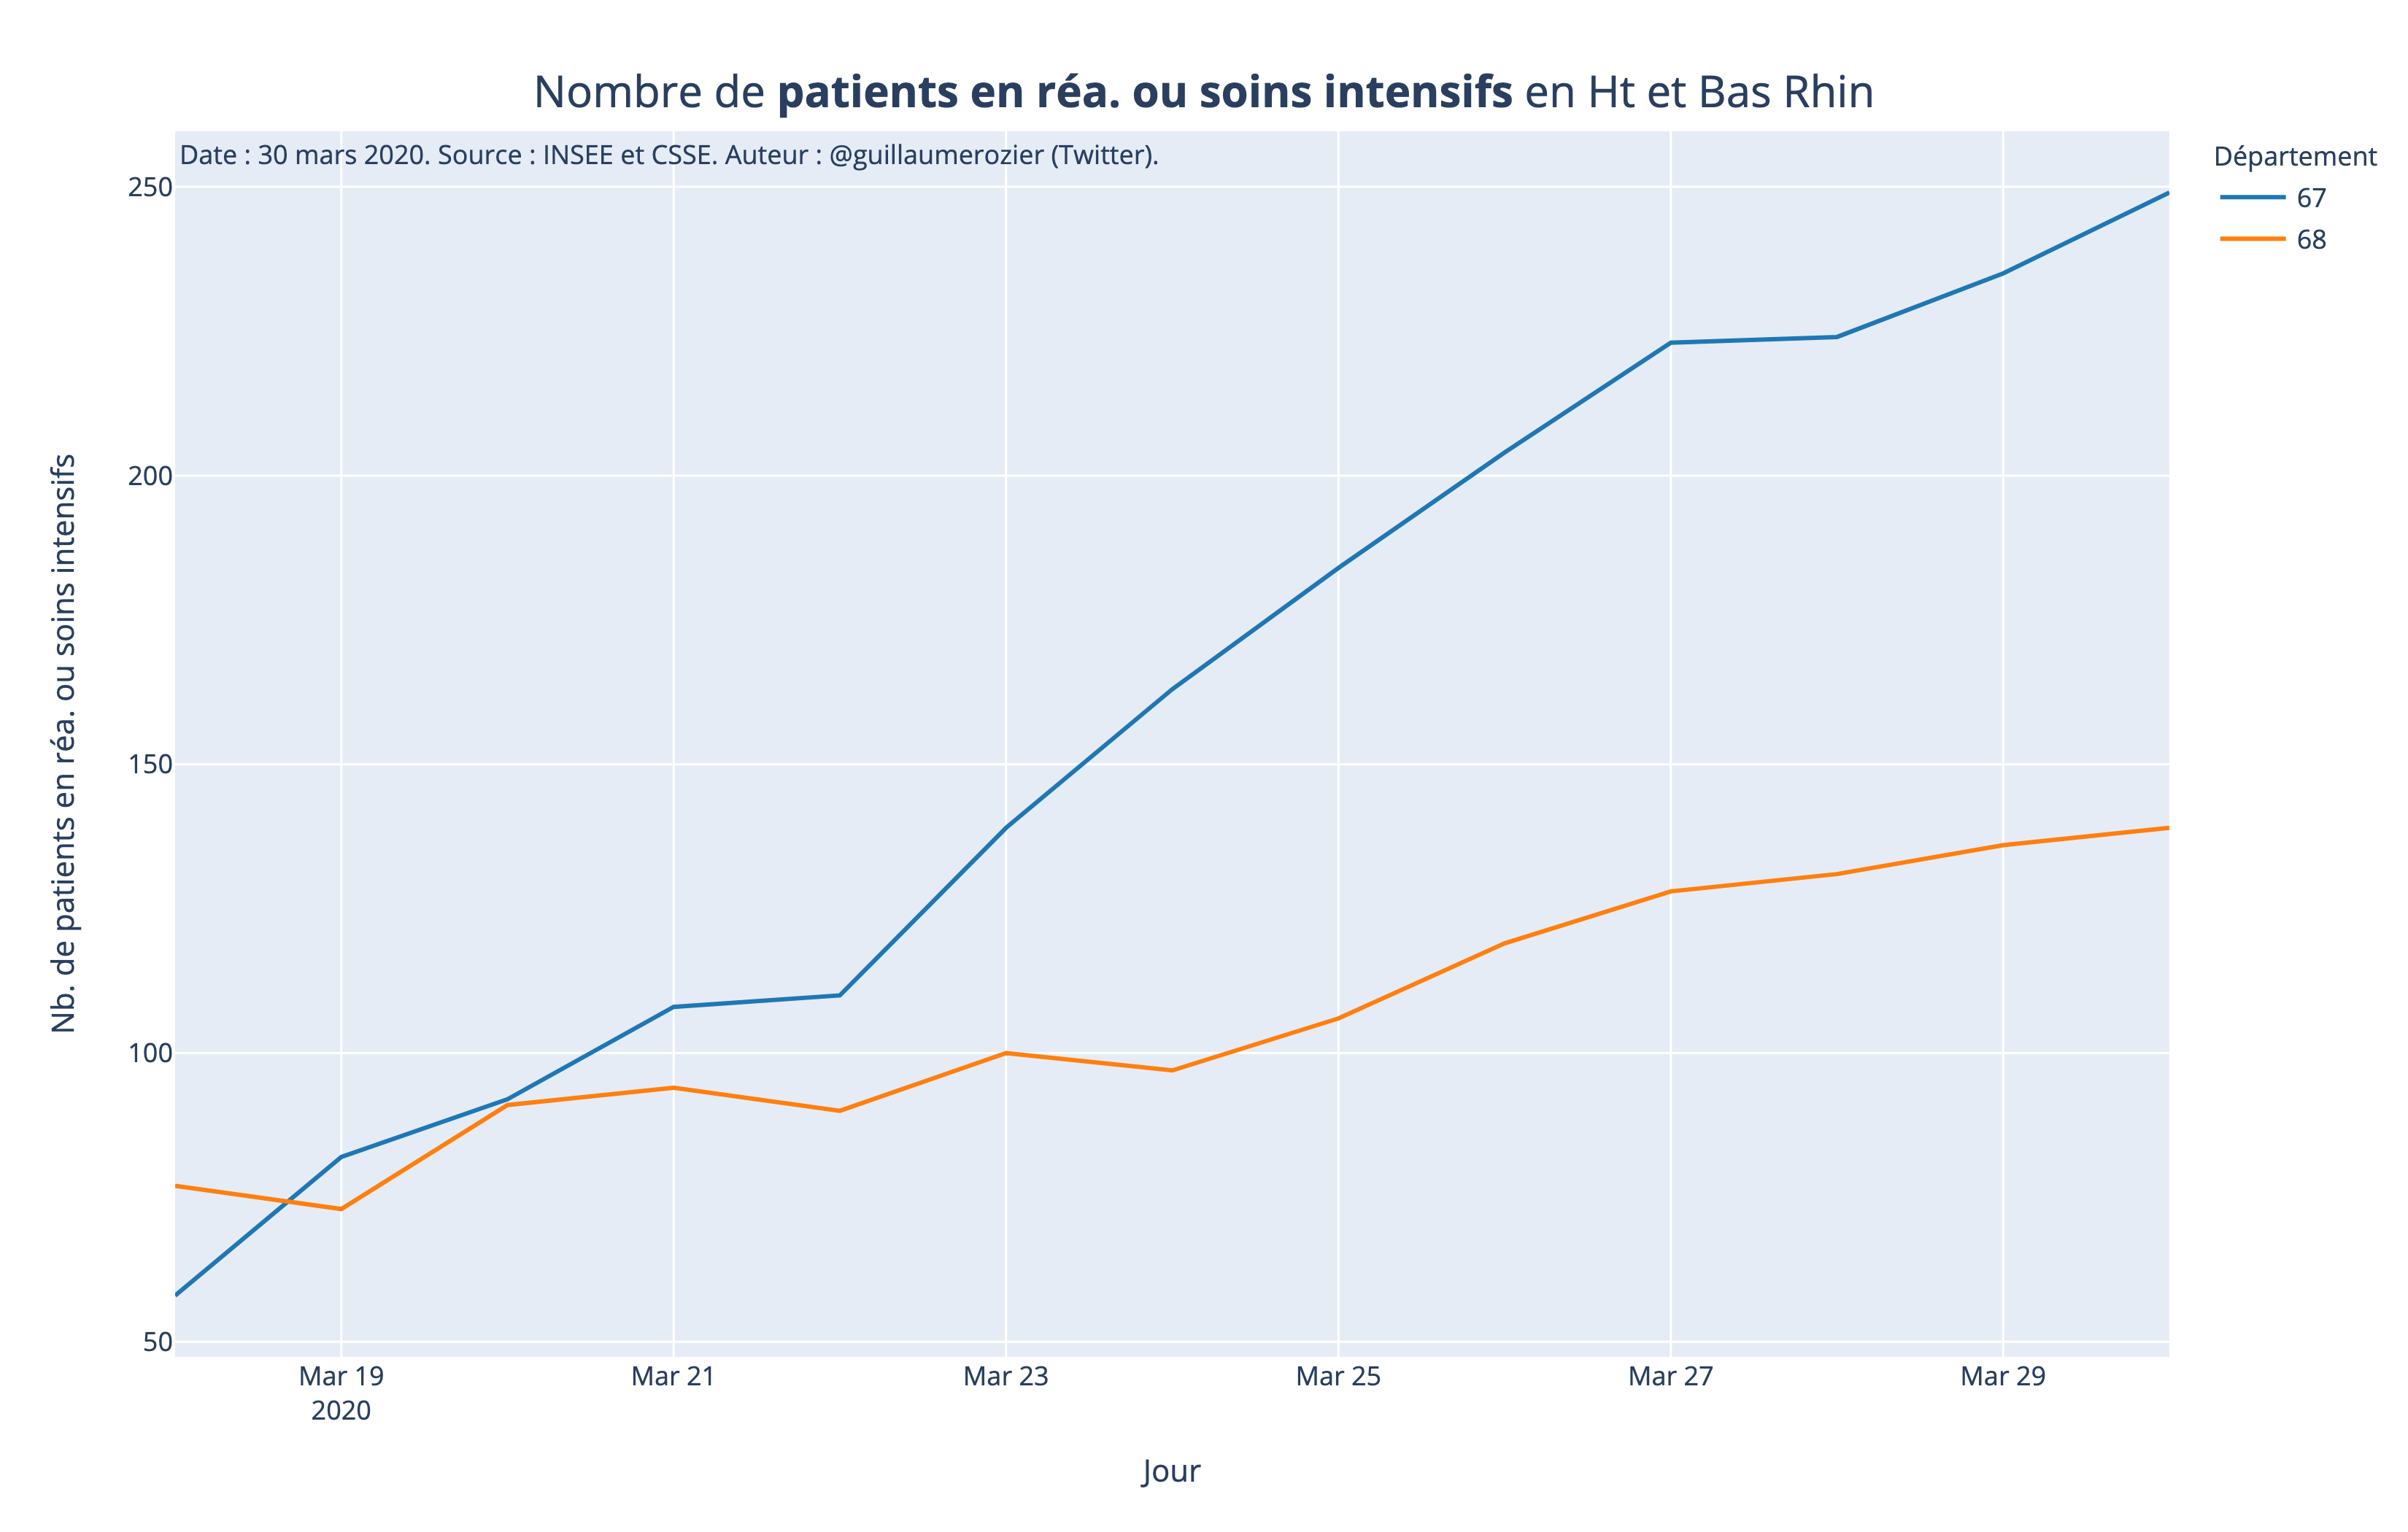 Nombre de patients en réa. ou soins intensifs en Ht et Bas Rhin
Date : 30 mars 2020. Source : INSEE et CSSE. Auteur : @guillaumerozier (Twitter).
Département
67
68
Nb. de patients en réa. ou soins intensifs
250
200
150
100
50
Mar 19
2020
Mar 21
Mar 23
Mar 25
Mar 27
Mar 29
Jour